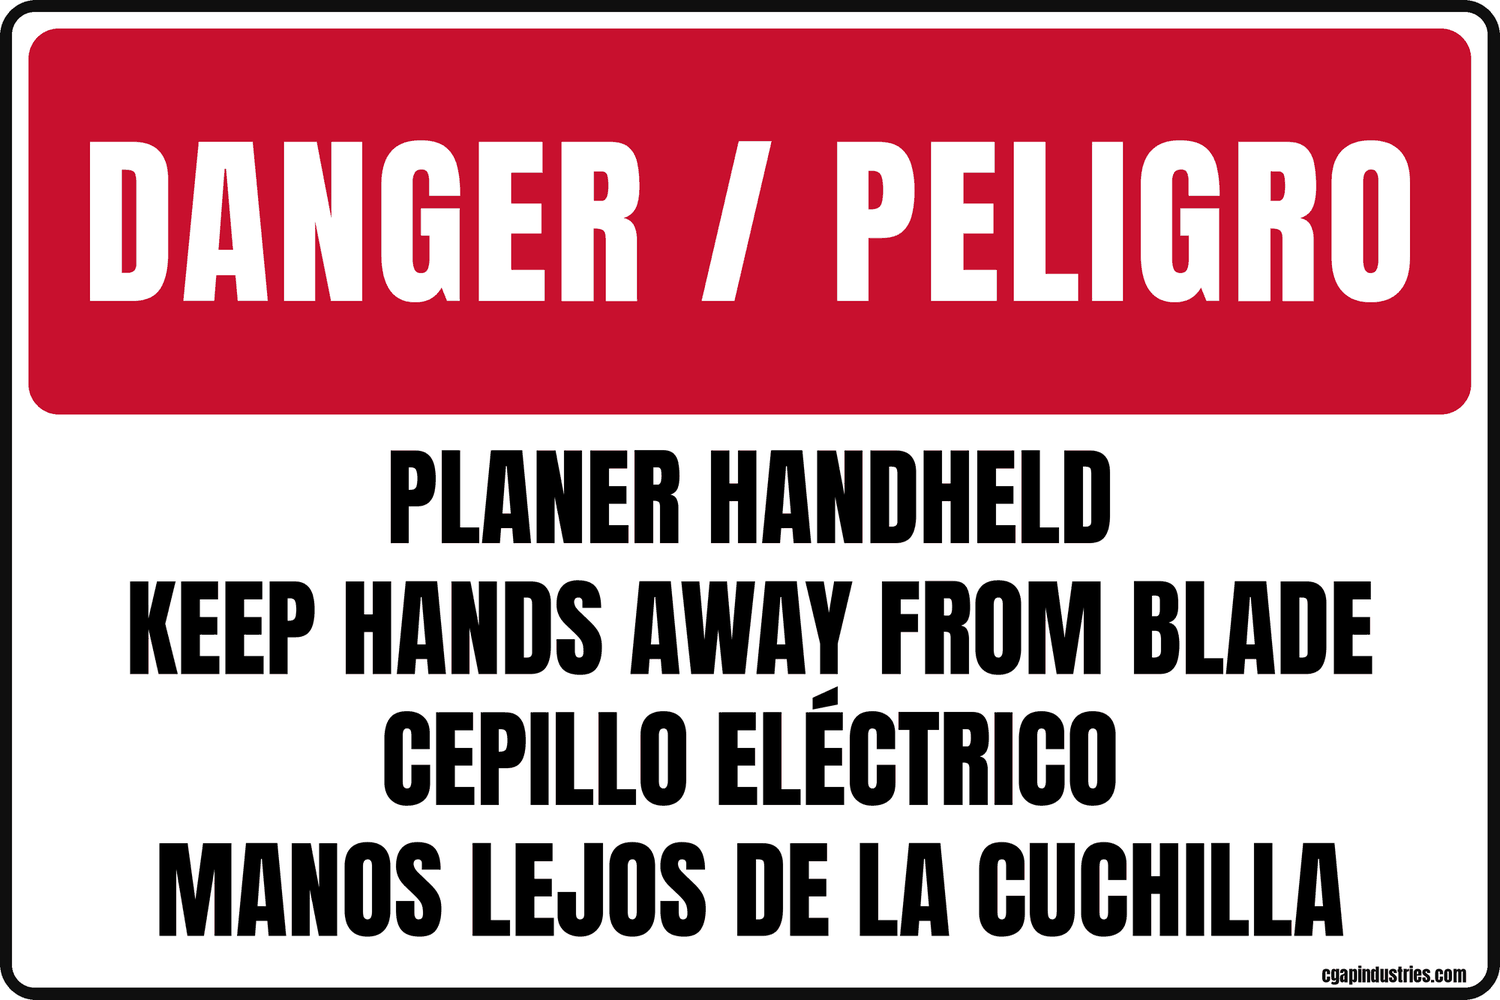 DANGER / PELIGRO
PLANER HANDHELD
KEEP HANDS AWAY FROM BLADE
CEPILLO ELÉCTRICO
MANOS LEJOS DE LA CUCHILLA
cgapindustries.com